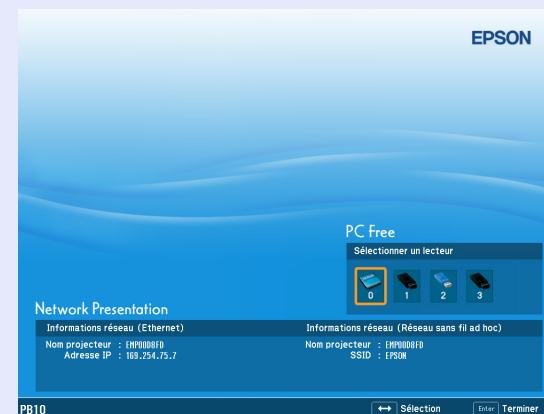 EPSON
PC Free
Sélectionner un lecteur
0 1 2 3
Network Presentation
Informations réseau (Ethernet)
Nom projecteur : EMP00D8FD
Adresse IP : 169.254.75.7
Informations réseau (Réseau sans fil ad hoc)
Nom projecteur : EMP00D8FD
SSID : EPSON
PB10
Sélection
Enter Terminer